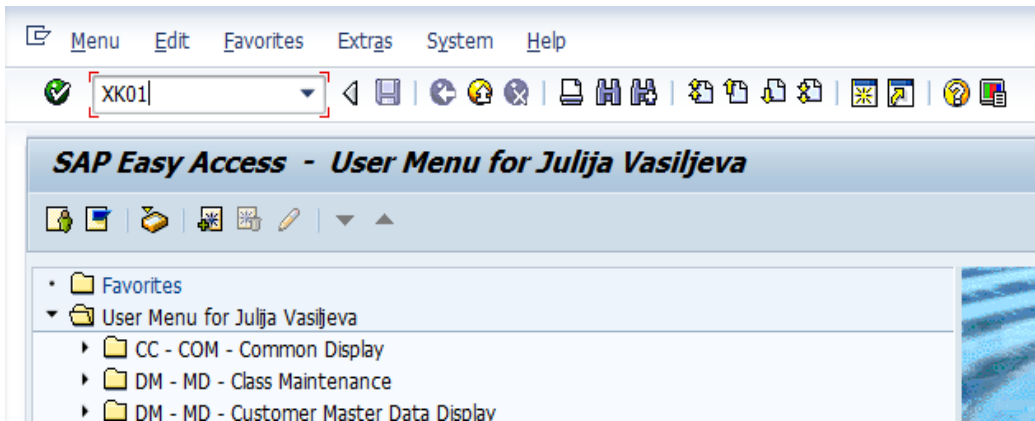 Menu Edit Favorites Extras System Help
XK01
SAP Easy Access - User Menu for Julija Vasiljeva
Favorites
User Menu for Julija Vasiljeva
CC - COM - Common Display
DM - MD - Class Maintenance
DM - MD - Customer Master Data Display